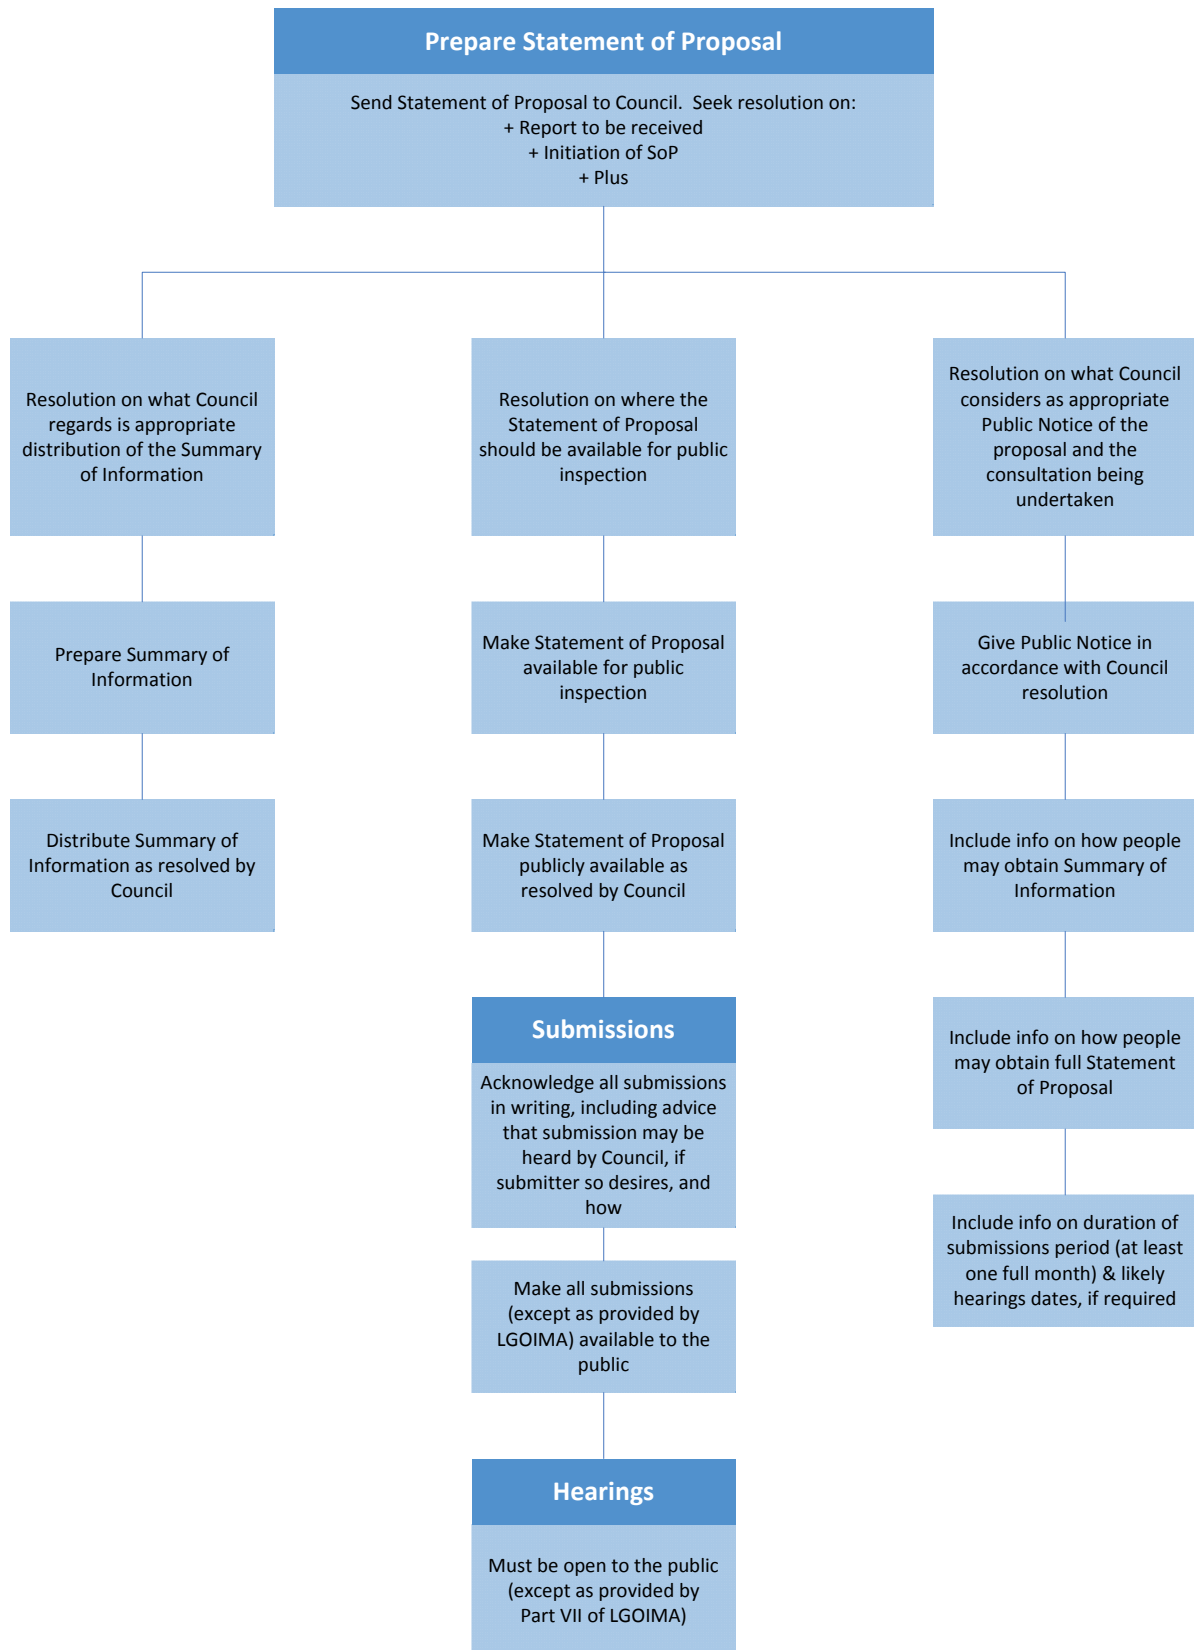 Prepare Statement of Proposal
Send Statement of Proposal to Council.  Seek resolution on:
+ Report to be received
+ Initiation of SoP
+ Plus
Resolution on what Council
regards is appropriate
distribution of the Summary
of Information
Prepare Summary of
Information
Distribute Summary of
Information as resolved by
Council
Resolution on where the
Statement of Proposal
should be available for public
inspection
Make Statement of Proposal
available for public
inspection
Make Statement of Proposal
publicly available as
resolved by Council
Submissions
Acknowledge all submissions
in writing, including advice
that submission may be
heard by Council, if
submitter so desires, and
how
Make all submissions
(except as provided by
LGOIMA) available to the
public
Hearings
Must be open to the public
(except as provided by
Part VII of LGOIMA)
Resolution on what Council
considers as appropriate
Public Notice of the
proposal and the
consultation being
undertaken
Give Public Notice in
accordance with Council
resolution
Include info on how people
may obtain Summary of
Information
Include info on how people
may obtain full Statement
of Proposal
Include info on duration of
submissions period (at least
one full month) & likely
hearings dates, if required